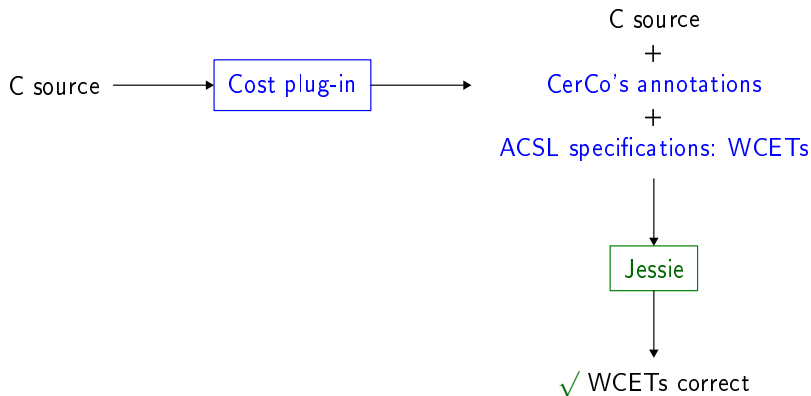 C source
Cost plug-in
C source
+
CerCo's annotations
+
ACSL specifications: WCETs
Jessie
√ WCETs correct